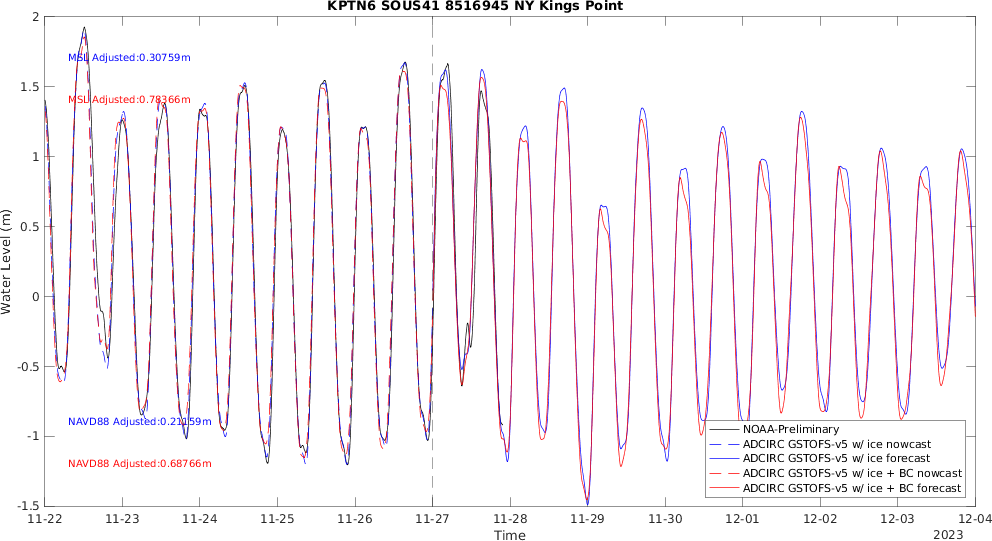 KPTN6 SOUS41 8516945 NY Kings Point
2
1.5
1
0.5
0
-0.5
-1
-1.5
Water Level (m)
MSL Adjusted:0.30759m
MSL Adjusted:0.78366m
NAVD88 Adjusted:0.21159m
NAVD88 Adjusted:0.68766m
NOAA-Preliminary
ADCIRC GSTOFS-v5 w/ ice nowcast
ADCIRC GSTOFS-v5 w/ ice forecast
ADCIRC GSTOFS-v5 w/ ice + BC nowcast
ADCIRC GSTOFS-v5 w/ ice + BC forecast
11-22 11-23 11-24 11-25 11-26 11-27 11-28 11-29 11-30 12-01 12-02 12-03 12-04
Time
2023